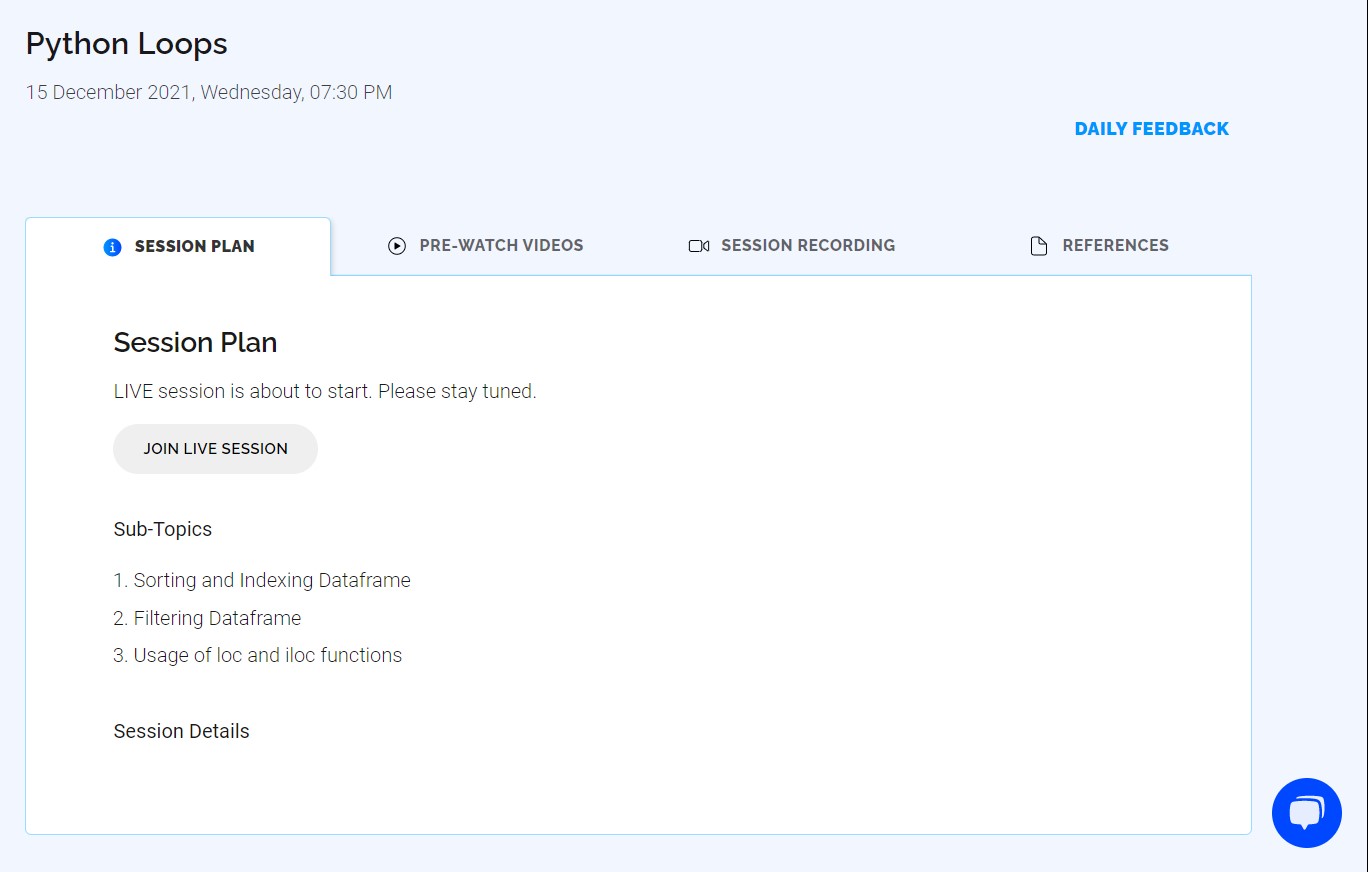 Python Loops
15 December 2021, Wednesday, 07:30 PM
DAILY FEEDBACK
SESSION PLAN
PRE-WATCH VIDEOS
SESSION RECORDING
REFERENCES
Session Plan
LIVE session is about to start. Please stay tuned.
JOIN LIVE SESSION
Sub-Topics
1. Sorting and Indexing Dataframe
2. Filtering Dataframe
3. Usage of loc and iloc functions
Session Details